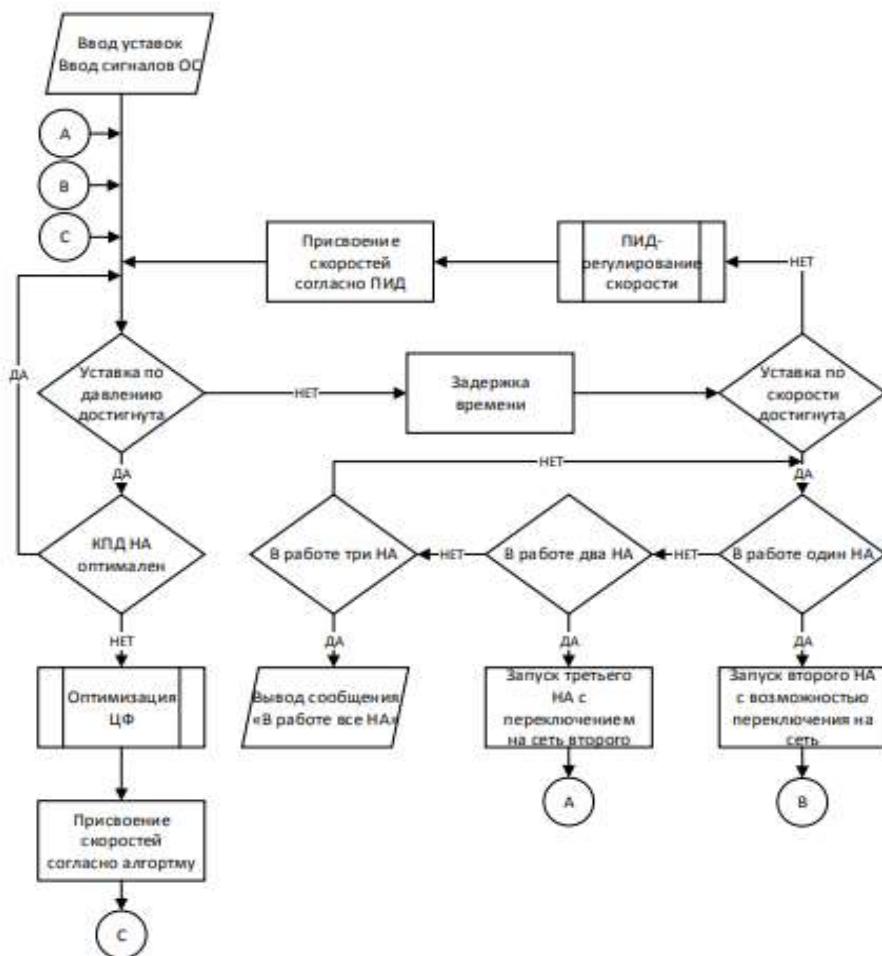 Ввод уставок
Ввод сигналов ОС
А
В
С
Присвоение
скоростей
согласно ПИД
ПИД-
регулирование
скорости
НЕТ
ДА
Уставка по
давлению
достигнута
НЕТ
Задержка
времени
Уставка по
скорости
достигнута
НЕТ
ДА
ДА
КПД НА
оптимален
В работе три НА
НЕТ
В работе два НА
НЕТ
В работе один НА
НЕТ
ДА
ДА
ДА
Оптимизация
ЦФ
Вывод сообщения
«В работе все НА»
Запуск третьего
НА с
переключением
на сеть второго
Запуск второго НА
с возможностью
переключения на
сеть
А
В
Присвоение
скоростей
согласно алгортму
С